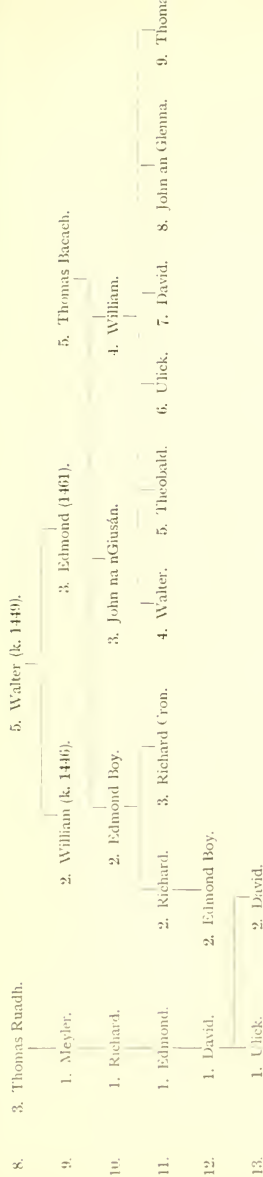 8. 3. Thomas Ruadh. 5. Walter (k. 1449).
9. 1. Meyler. 2. William (k. 1446). 3. Edmond (1461). 5. Thomas Bacach.
10. 1. Richard. 2. Edmond Boy. 3. John na nGiusán. 4. William.
11. 1. Edmond. 2. Richard. 3. Richard Cron. 4. Walter. 5. Theobald. 6. Ulick. 7. David. 8. John an Glenna. 9. Thoma
12. 1. David. 2. Edmond Boy.
13. 1. Ulick. 2. David.